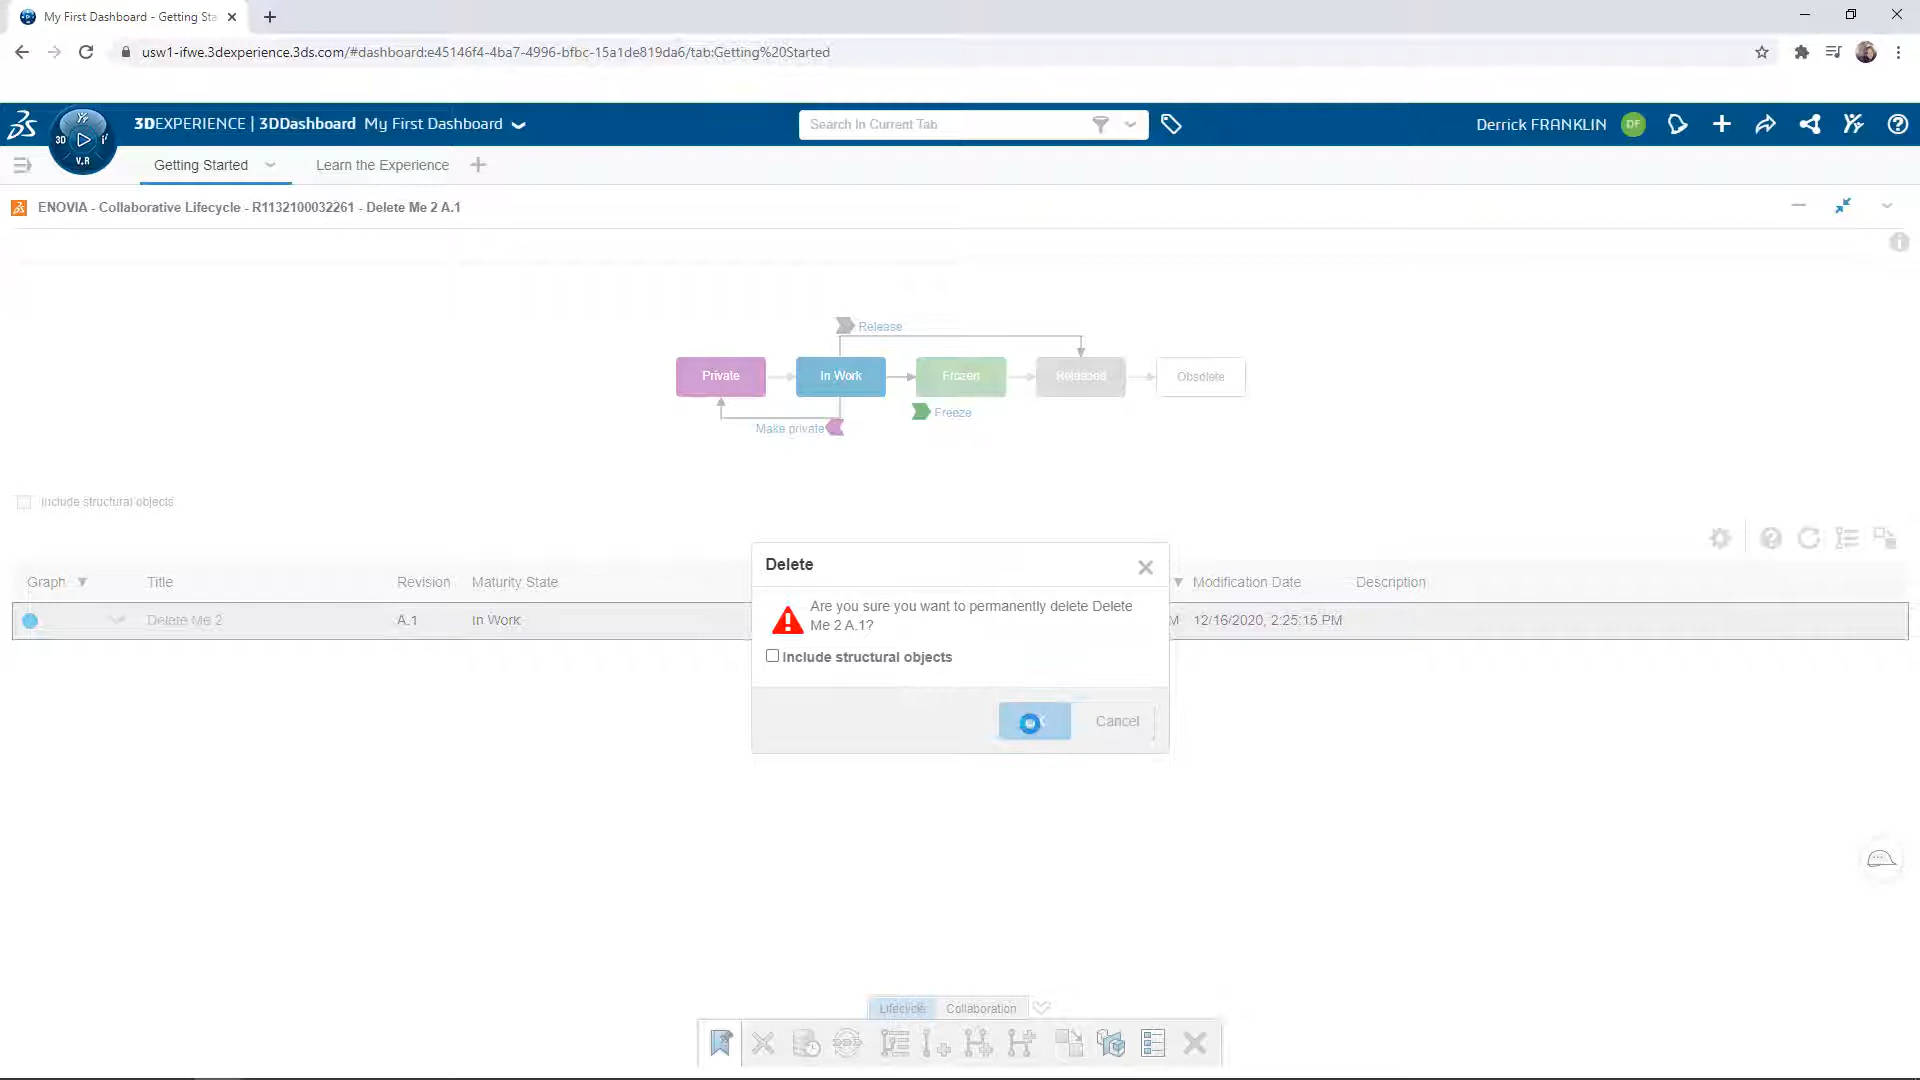 My First Dashboard - Getting Sta
usw1-ifwe.3dexperience.3ds.com/#dashboard:e45146f4-4ba7-4996-bfbc-15a1de819da6/tab:Getting%20Started
3DEXPERIENCE | 3DDashboard My First Dashboard
Search In Current Tab
Derrick FRANKLIN DF
3D
V.R
Getting Started
Learn the Experience
ENOVIA - Collaborative Lifecycle - R1132100032261 - Delete Me 2 A.1
Release
Private
In Work
Frozen
Released
Obsolete
Freeze
Make private
Include structural objects
Graph Title Revision Maturity State Modification Date Description
Delete Me 2 A.1 In Work M 12/16/2020, 2:25:15 PM
Delete
Are you sure you want to permanently delete Delete
Me 2 A.1?
Include structural objects
Cancel
Lifecycle Collaboration